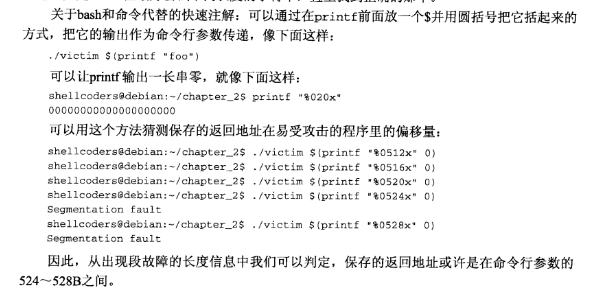 关于bash和命令代替的快速注解：可以通过在printf前面放一个$并用圆括号把它括起来的
方式，把它的输出作为命令行参数传递，像下面这样：
./victim $(printf "foo")
可以让printf 输出一长串零，就像下面这样：
shellcoders@debian:~/chapter_2$ printf "%020x"
00000000000000000000
可以用这个方法猜测保存的返回地址在易受攻击的程序里的偏移量：
shellcoders@debian:~/chapter_2$ ./victim $(printf "%0512x" 0)
shellcoders@debian:~/chapter_2$ ./victim $(printf "%0516x" 0)
shellcoders@debian:~/chapter_2$ ./victim $(printf "%0520x" 0)
shellcoders@debian:~/chapter_2$ ./victim $(printf "%0524x" 0)
Segmentation fault
shellcoders@debian:~/chapter_2$ ./victim $(printf "%0528x" 0)
Segmentation fault
因此，从出现段故障的长度信息中我们可以判定，保存的返回地址或许是在命令行参数的
524～528B之间。